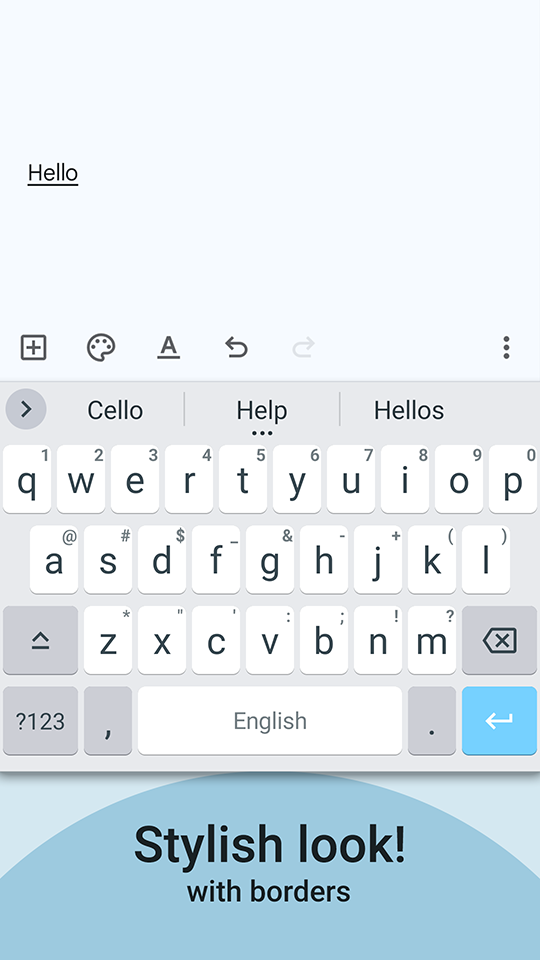 Hello
A
Cello Help Hellos
1 2 3 4 5 6 7 8 9 0
q w e r t y u i o p
@ # $ _ & - + ( )
a s d f g h j k l
* " ' : ; ! ?
z x c v b n m
?123 , English .
Stylish look!
with borders